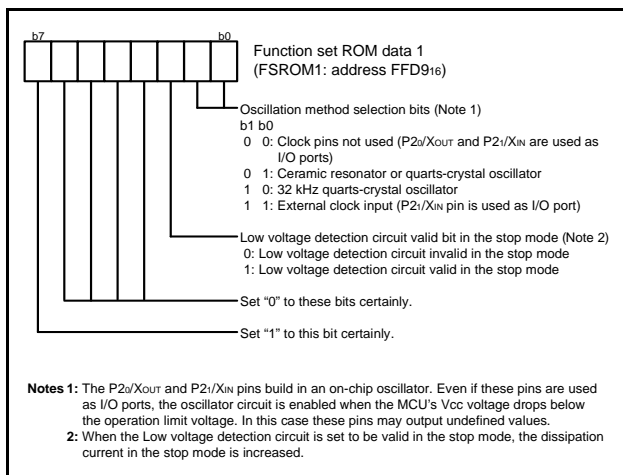 b7 b0
Function set ROM data 1
(FSROM1: address FFD916)
Oscillation method selection bits (Note 1)
b1 b0
0 0: Clock pins not used (P20/XOUT and P21/XIN are used as
I/O ports)
0 1: Ceramic resonator or quarts-crystal oscillator
1 0: 32 kHz quarts-crystal oscillator
1 1: External clock input (P21/XIN pin is used as I/O port)
Low voltage detection circuit valid bit in the stop mode (Note 2)
0: Low voltage detection circuit invalid in the stop mode
1: Low voltage detection circuit valid in the stop mode
Set “0” to these bits certainly.
Set “1” to this bit certainly.
Notes 1: The P20/XOUT and P21/XIN pins build in an on-chip oscillator. Even if these pins are used
as I/O ports, the oscillator circuit is enabled when the MCU's Vcc voltage drops below
the operation limit voltage. In this case these pins may output undefined values.
2: When the Low voltage detection circuit is set to be valid in the stop mode, the dissipation
current in the stop mode is increased.